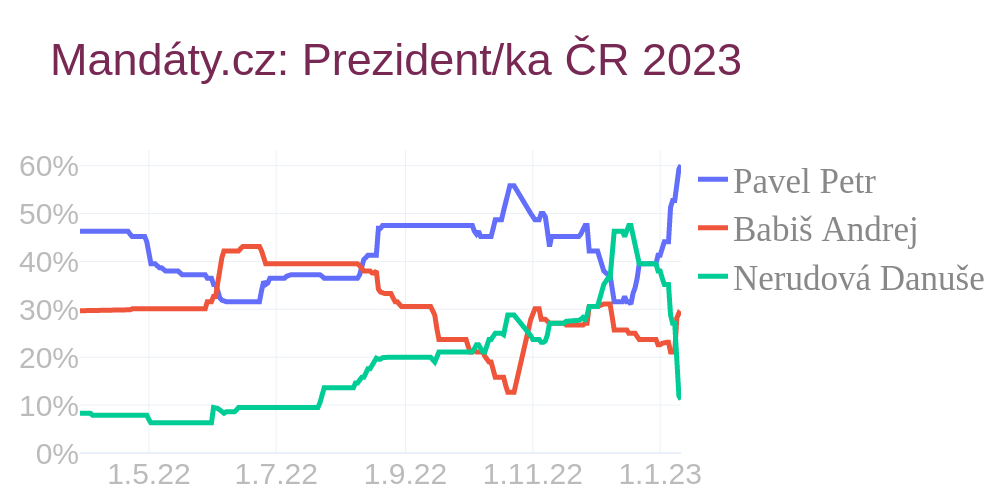 Mandáty.cz: Prezident/ka ČR 2023
60%
50%
40%
30%
20%
10%
0%
1.5.22 1.7.22 1.9.22 1.11.22 1.1.23
Pavel Petr
Babiš Andrej
Nerudová Danuše